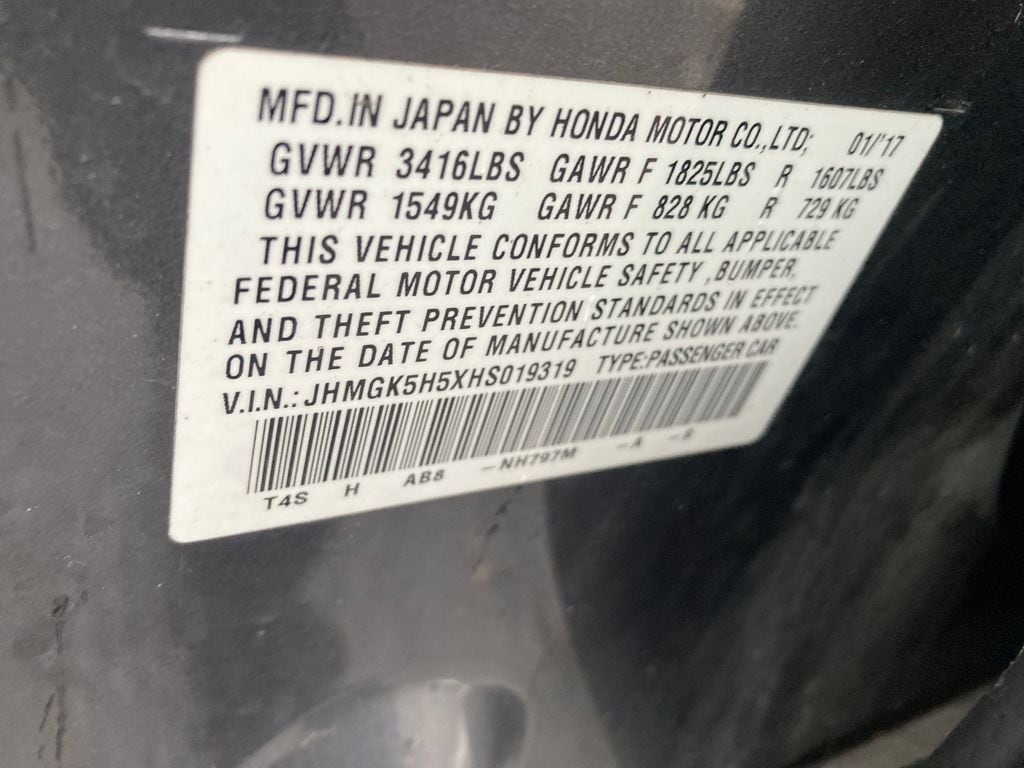 MFD.IN JAPAN BY HONDA MOTOR CO.,LTD; 01/'17
GVWR 3416LBS GAWR F 1825LBS R 1607LBS
GVWR 1549KG GAWR F 828 KG R 729 KG
THIS VEHICLE CONFORMS TO ALL APPLICABLE
FEDERAL MOTOR VEHICLE SAFETY ,BUMPER,
AND THEFT PREVENTION STANDARDS IN EFFECT
ON THE DATE OF MANUFACTURE SHOWN ABOVE.
V.I.N.: JHMGK5H5XHS019319 TYPE:PASSENGER CAR
T4S H AB8 -NH797M -A